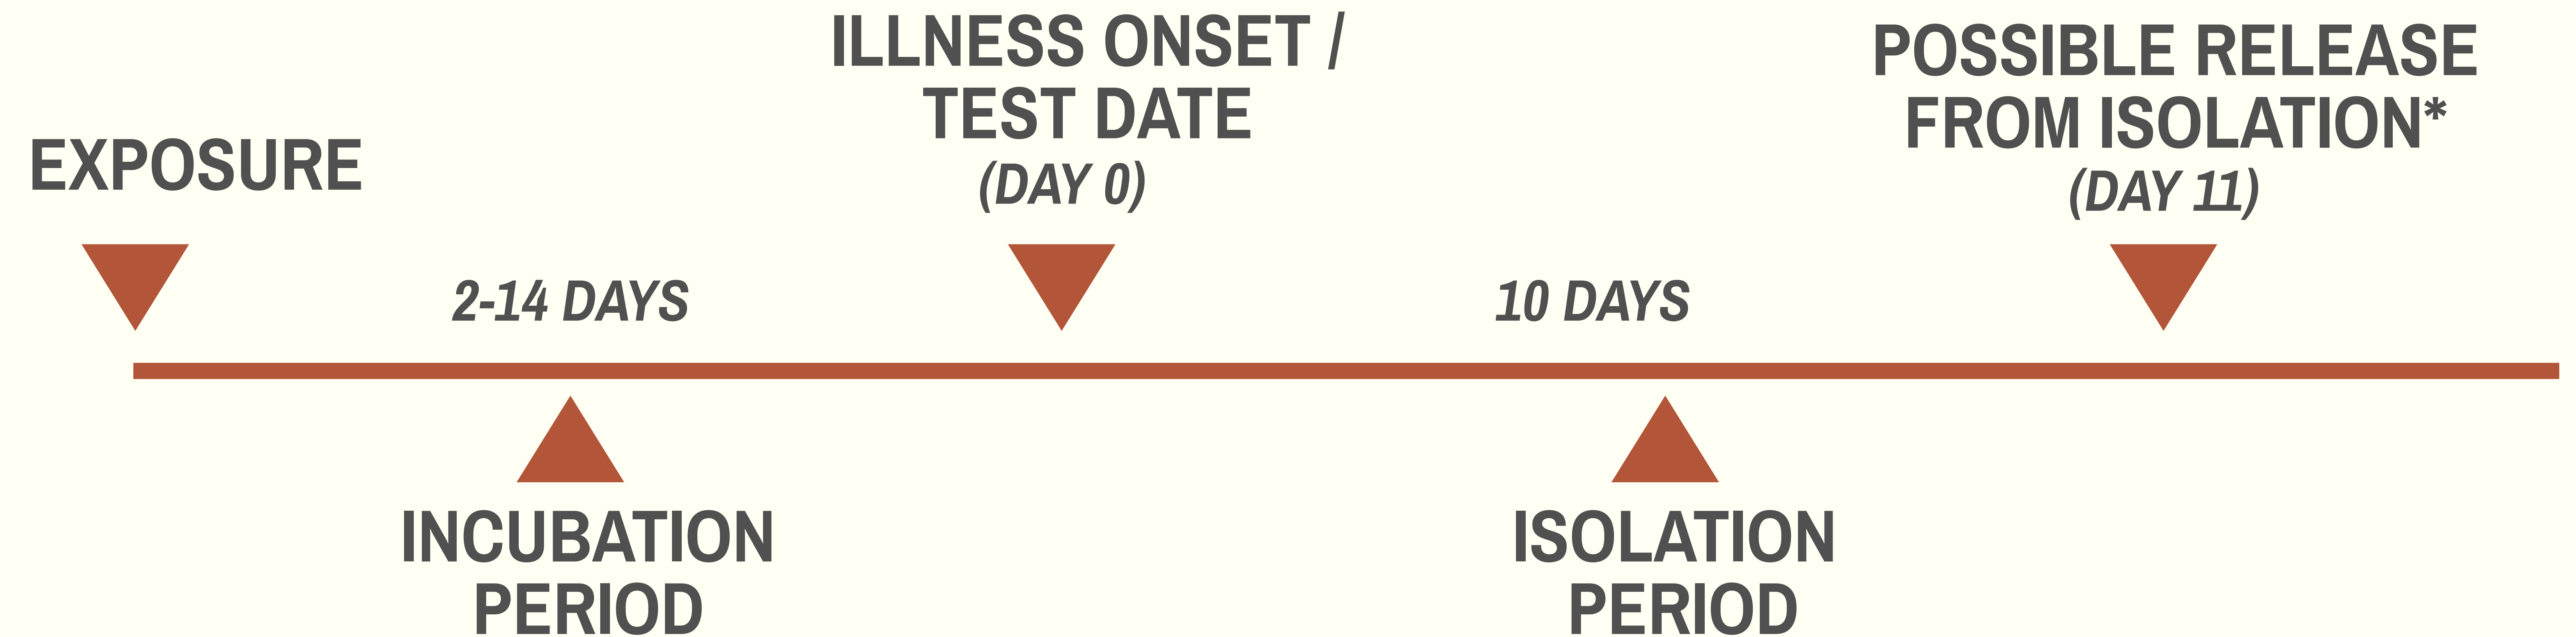 EXPOSURE
ILLNESS ONSET /
TEST DATE
(DAY 0)
POSSIBLE RELEASE
FROM ISOLATION*
(DAY 11)
2-14 DAYS
10 DAYS
INCUBATION
PERIOD
ISOLATION
PERIOD